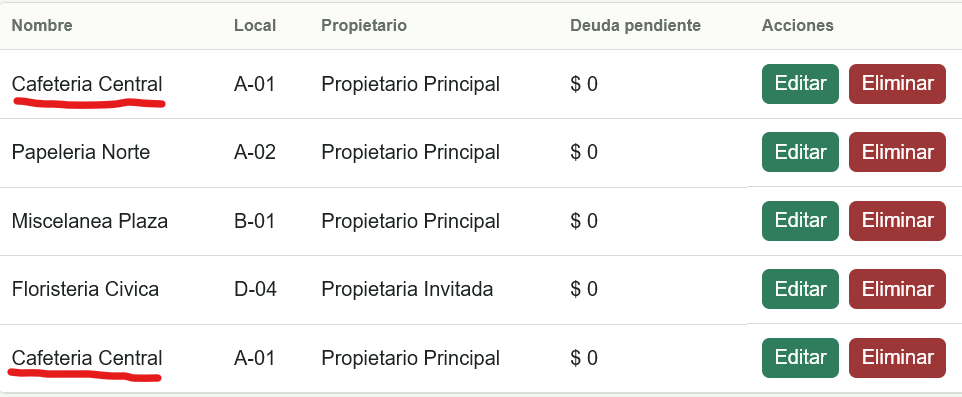 Nombre Local Propietario Deuda pendiente Acciones
Cafeteria Central A-01 Propietario Principal $ 0 Editar Eliminar
Papeleria Norte A-02 Propietario Principal $ 0 Editar Eliminar
Miscelanea Plaza B-01 Propietario Principal $ 0 Editar Eliminar
Floristeria Civica D-04 Propietaria Invitada $ 0 Editar Eliminar
Cafeteria Central A-01 Propietario Principal $ 0 Editar Eliminar